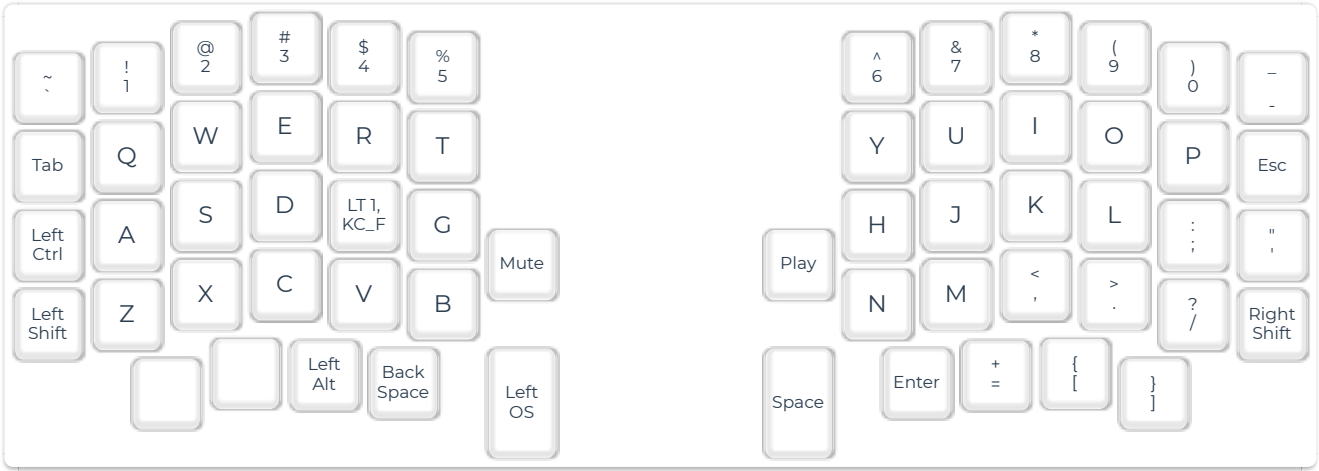 ~ ! @ # $ % ^ & * ( ) _
` 1 2 3 4 5 6 7 8 9 0 -
Tab Q W E R T Y U I O P Esc
Left
Ctrl
A S D
LT 1,
KC_F
G
Mute
Play
H J K L
:
;
"
'
Left
Shift
Z X C V B N M
<
,
>
.
?
/
Right
Shift
Left
Alt
Back
Space
Left
OS
Space
Enter
+
=
{
[
}
]